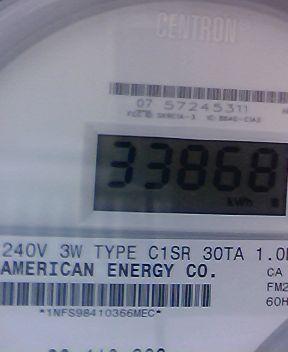 CENTRON
07 57245311
33868
kWh
240V 3W TYPE C1SR 30TA 1.0
AMERICAN ENERGY CO.
CA
FM2
60H
*1NFS98410366MEC*